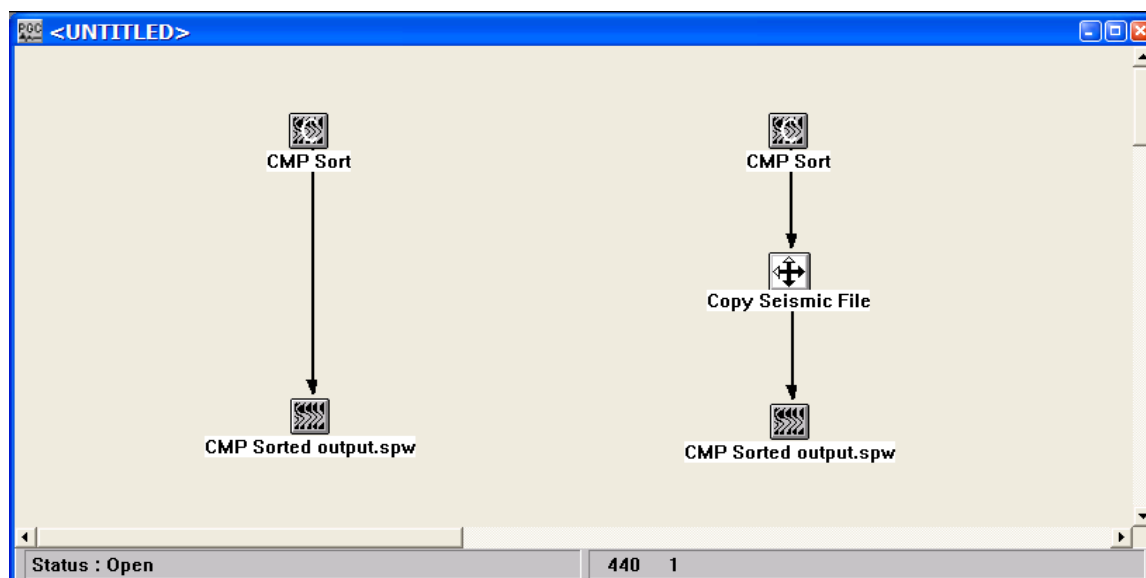 PGC <UNTITLED>
CMP Sort
CMP Sort
Copy Seismic File
CMP Sorted output.spw
CMP Sorted output.spw
Status : Open
440 1